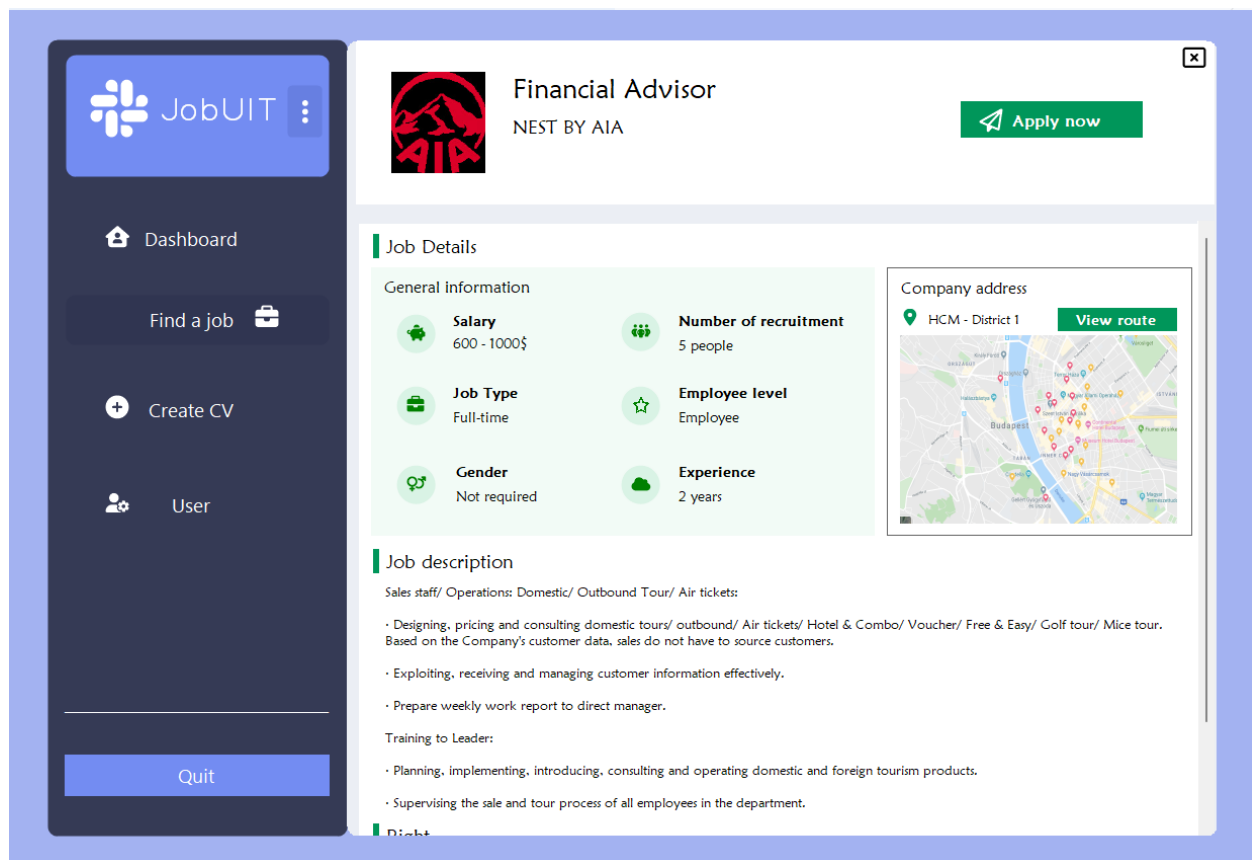 JobUIT
Dashboard
Find a job
Create CV
User
Quit
AIA
Financial Advisor
NEST BY AIA
Apply now
Job Details
General information
Salary
600 - 1000$
Number of recruitment
5 people
Job Type
Full-time
Employee level
Employee
Gender
Not required
Experience
2 years
Company address
HCM - District 1
View route
Budapest
Job description
Sales staff/ Operations: Domestic/ Outbound Tour/ Air tickets:
· Designing, pricing and consulting domestic tours/ outbound/ Air tickets/ Hotel & Combo/ Voucher/ Free & Easy/ Golf tour/ Mice tour.
Based on the Company's customer data, sales do not have to source customers.
· Exploiting, receiving and managing customer information effectively.
· Prepare weekly work report to direct manager.
Training to Leader:
· Planning, implementing, introducing, consulting and operating domestic and foreign tourism products.
· Supervising the sale and tour process of all employees in the department.
Right